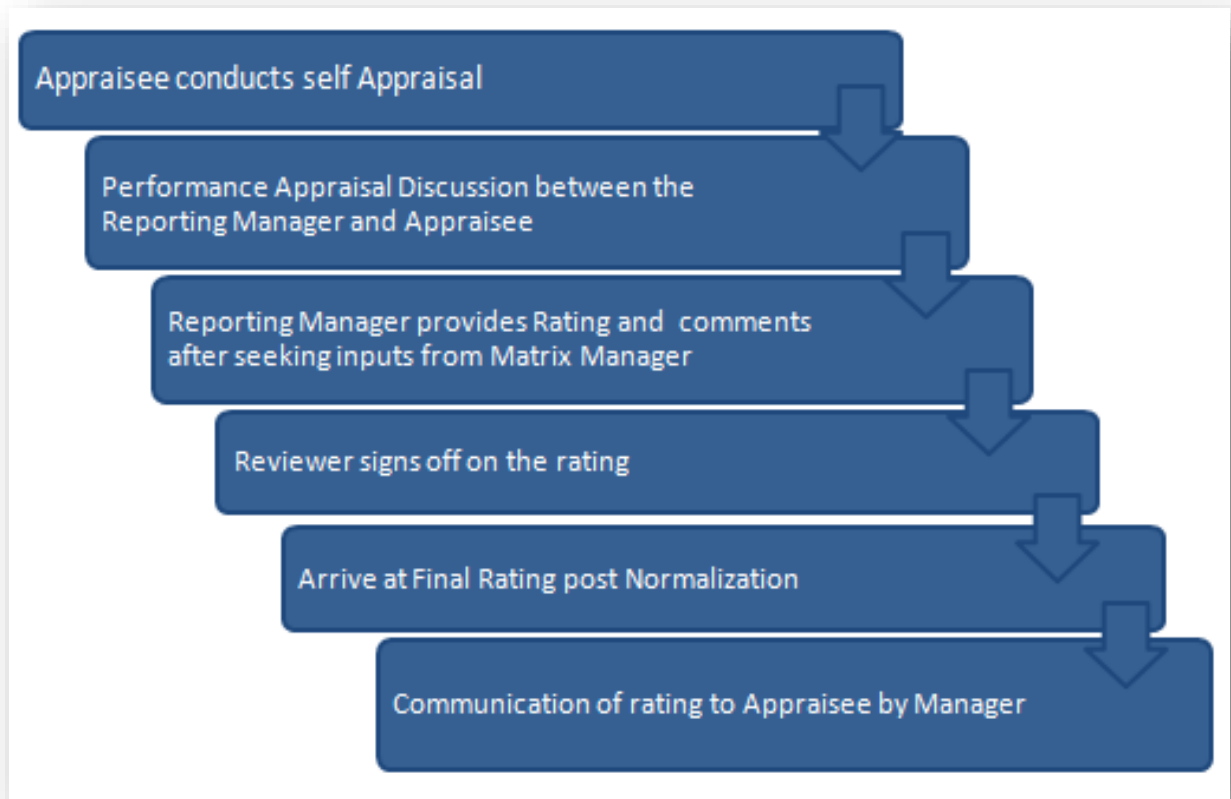 Appraisee conducts self Appraisal
Performance Appraisal Discussion between the
Reporting Manager and Appraisee
Reporting Manager provides Rating and  comments
after seeking inputs from Matrix Manager
Reviewer signs off on the rating
Arrive at Final Rating post Normalization
Communication of rating to Appraisee by Manager